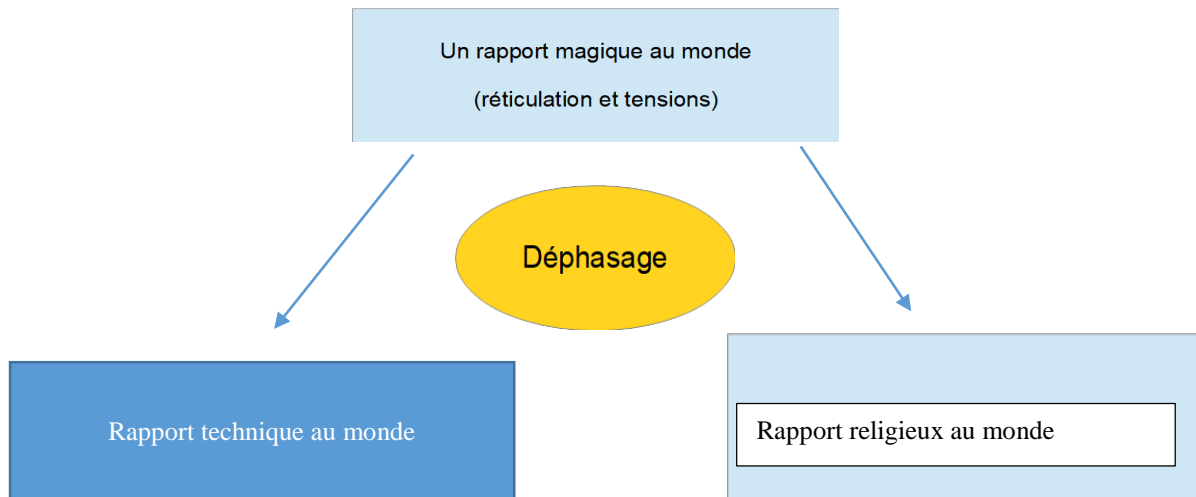 Un rapport magique au monde
(réticulation et tensions)
Déphasage
Rapport technique au monde
Rapport religieux au monde